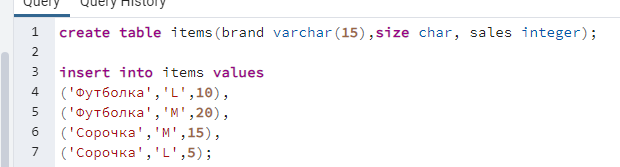 Query Query History
1 create table items(brand varchar(15),size char, sales integer);
2
3 insert into items values
4 ('Футболка','L',10),
5 ('Футболка','M',20),
6 ('Сорочка','M',15),
7 ('Сорочка','L',5);